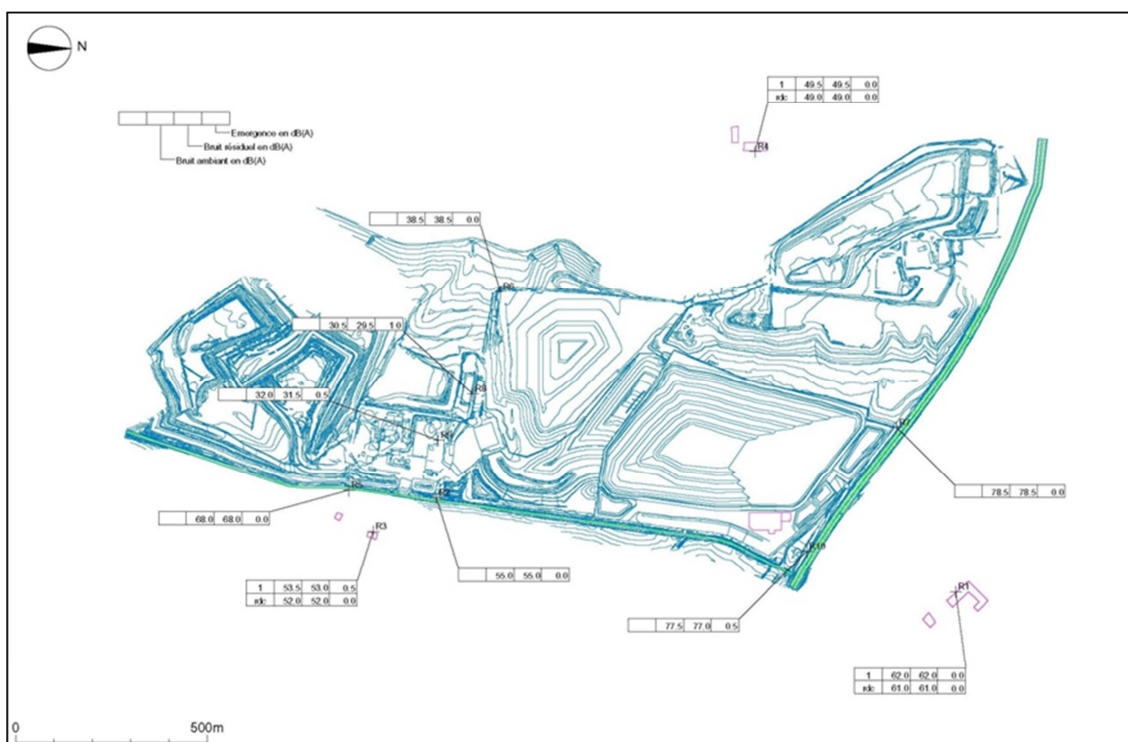 N
1 49.5 49.5 0.0
rdc 49.0 49.0 0.0
Emergence en dB(A)
Bruit résiduel en dB(A)
Bruit ambiant en dB(A)
R4
38.5 38.5 0.0
R6
30.5 29.5 1.0
R8
32.0 31.5 0.5
R7
78.5 78.5 0.0
R5
R2
68.0 68.0 0.0
R3
R10
55.0 55.0 0.0
1 53.5 53.0 0.5
rdc 52.0 52.0 0.0
R1
77.5 77.0 0.5
1 62.0 62.0 0.0
rdc 61.0 61.0 0.0
0 500m